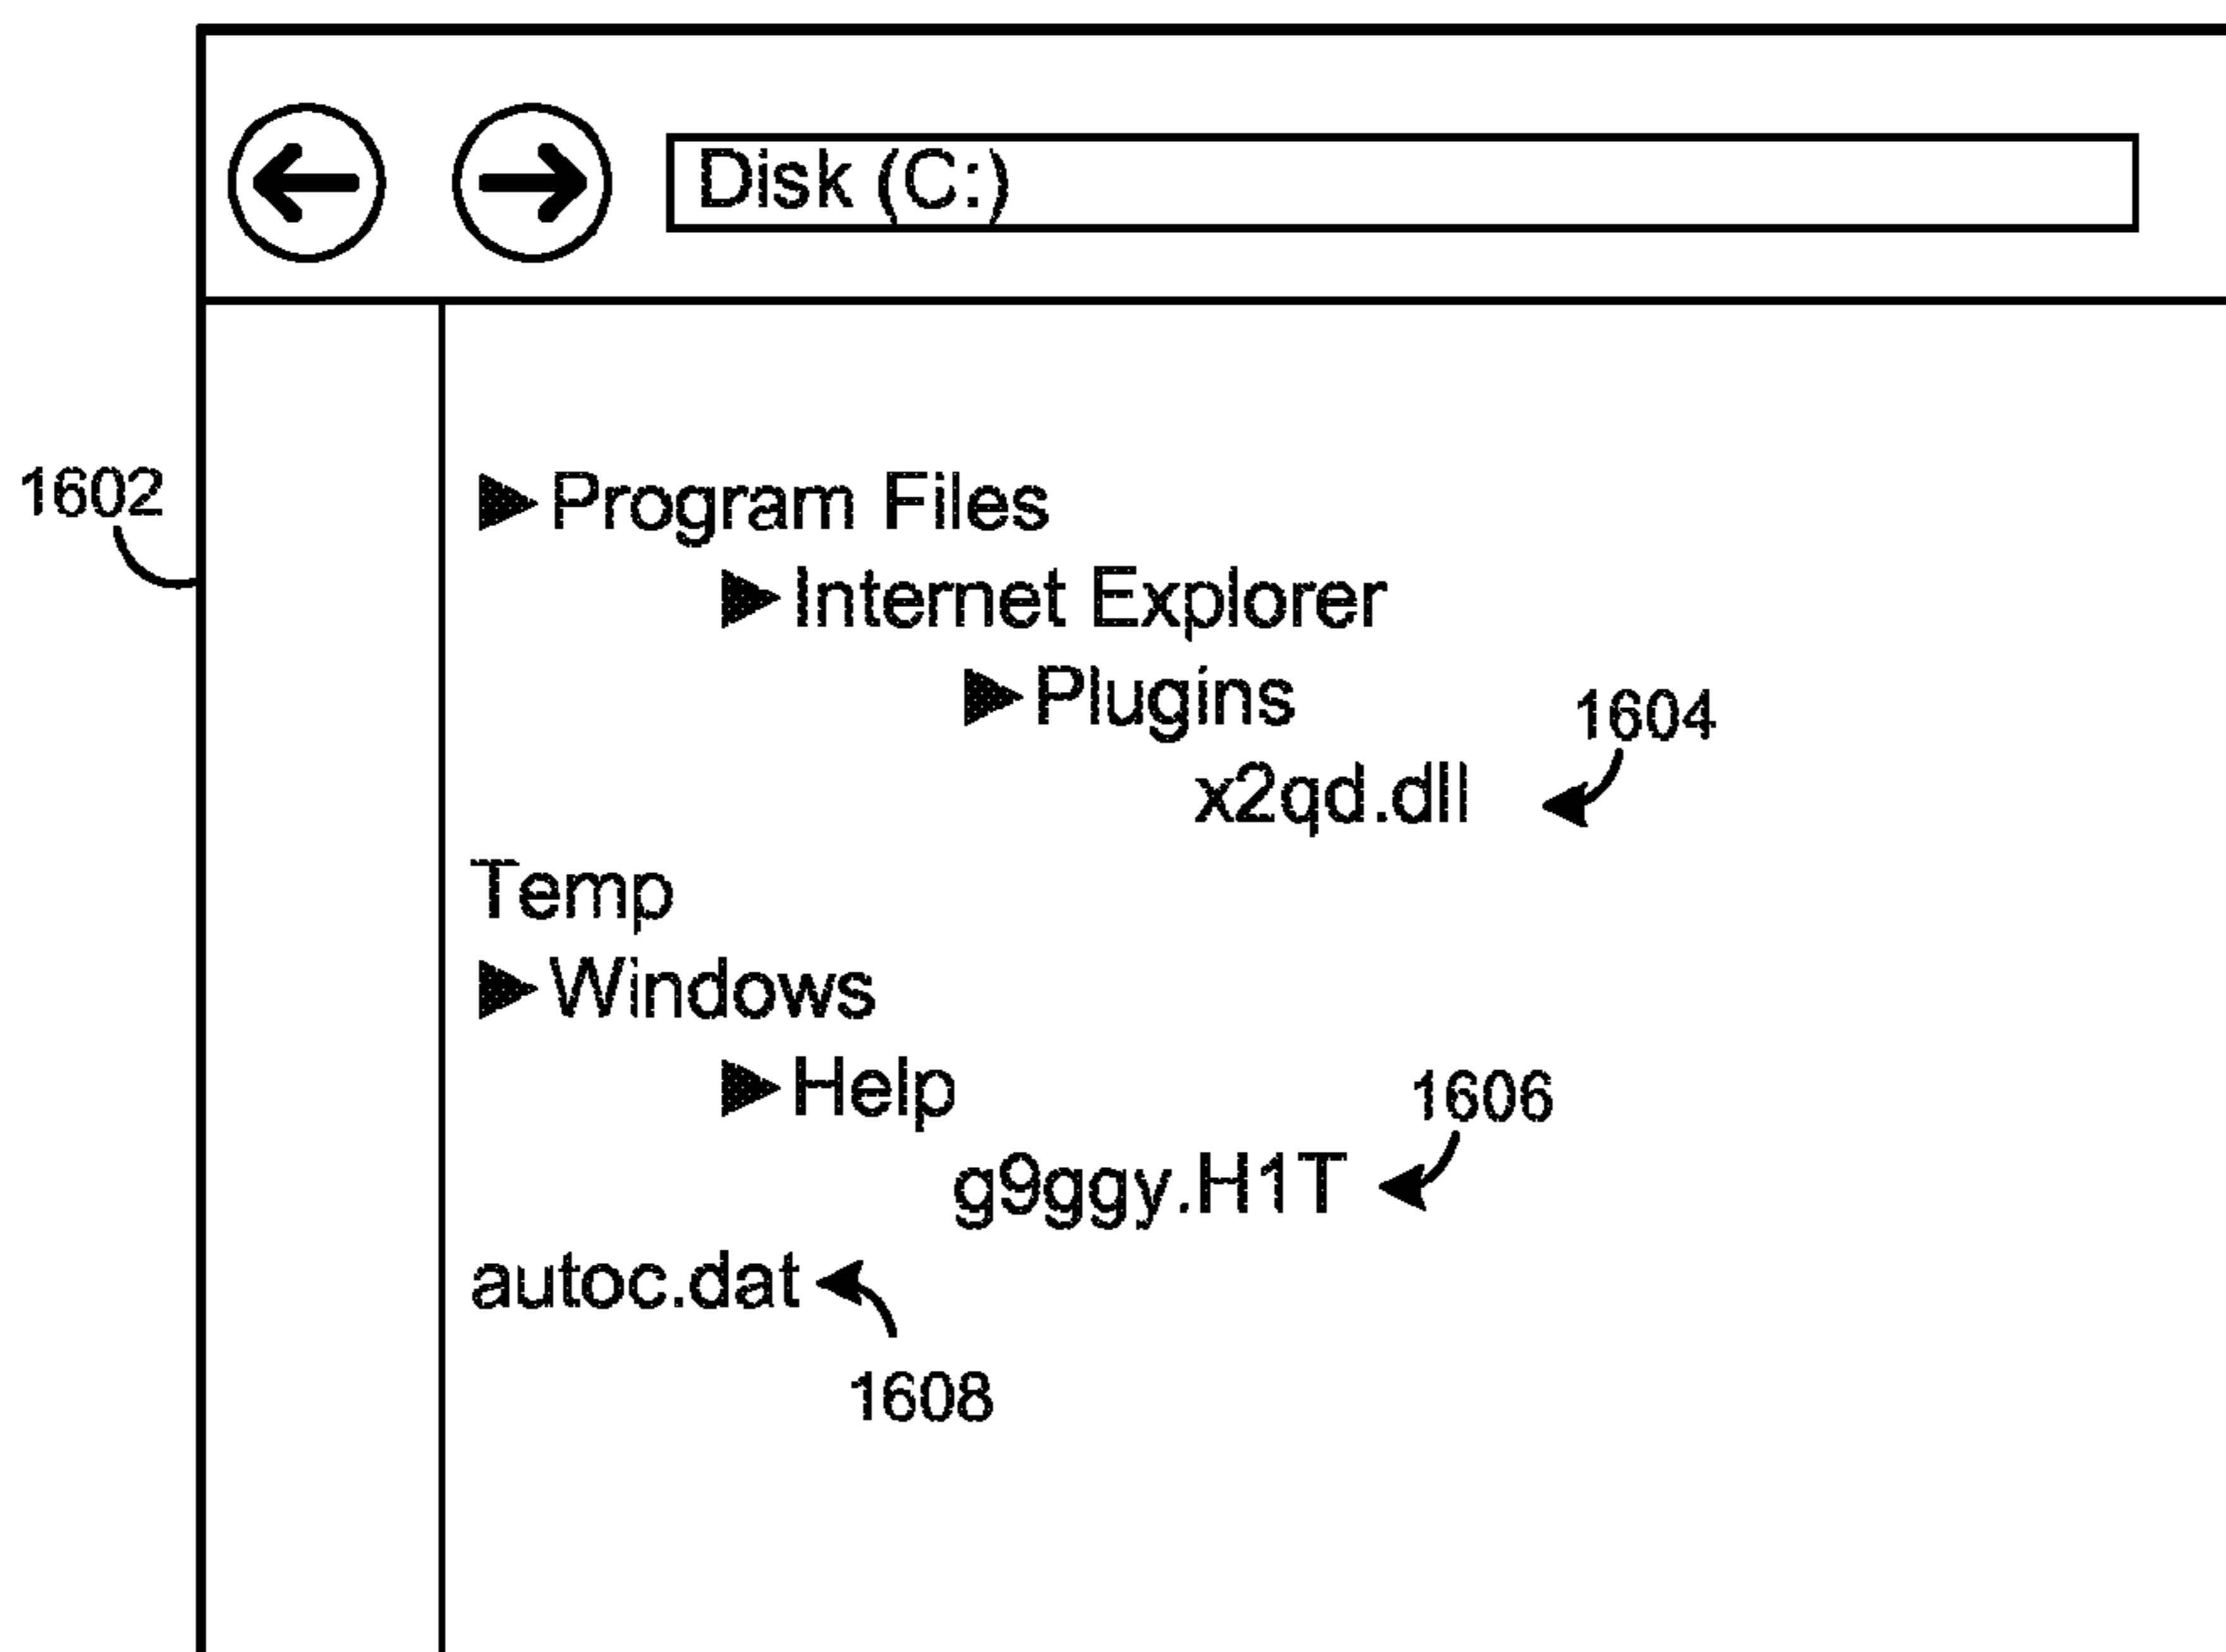 Disk (C:)
1602
Program Files
Internet Explorer
Plugins
1604
x2qd.dll
Temp
Windows
Help
1606
g9ggy.H1T
autoc.dat
1608